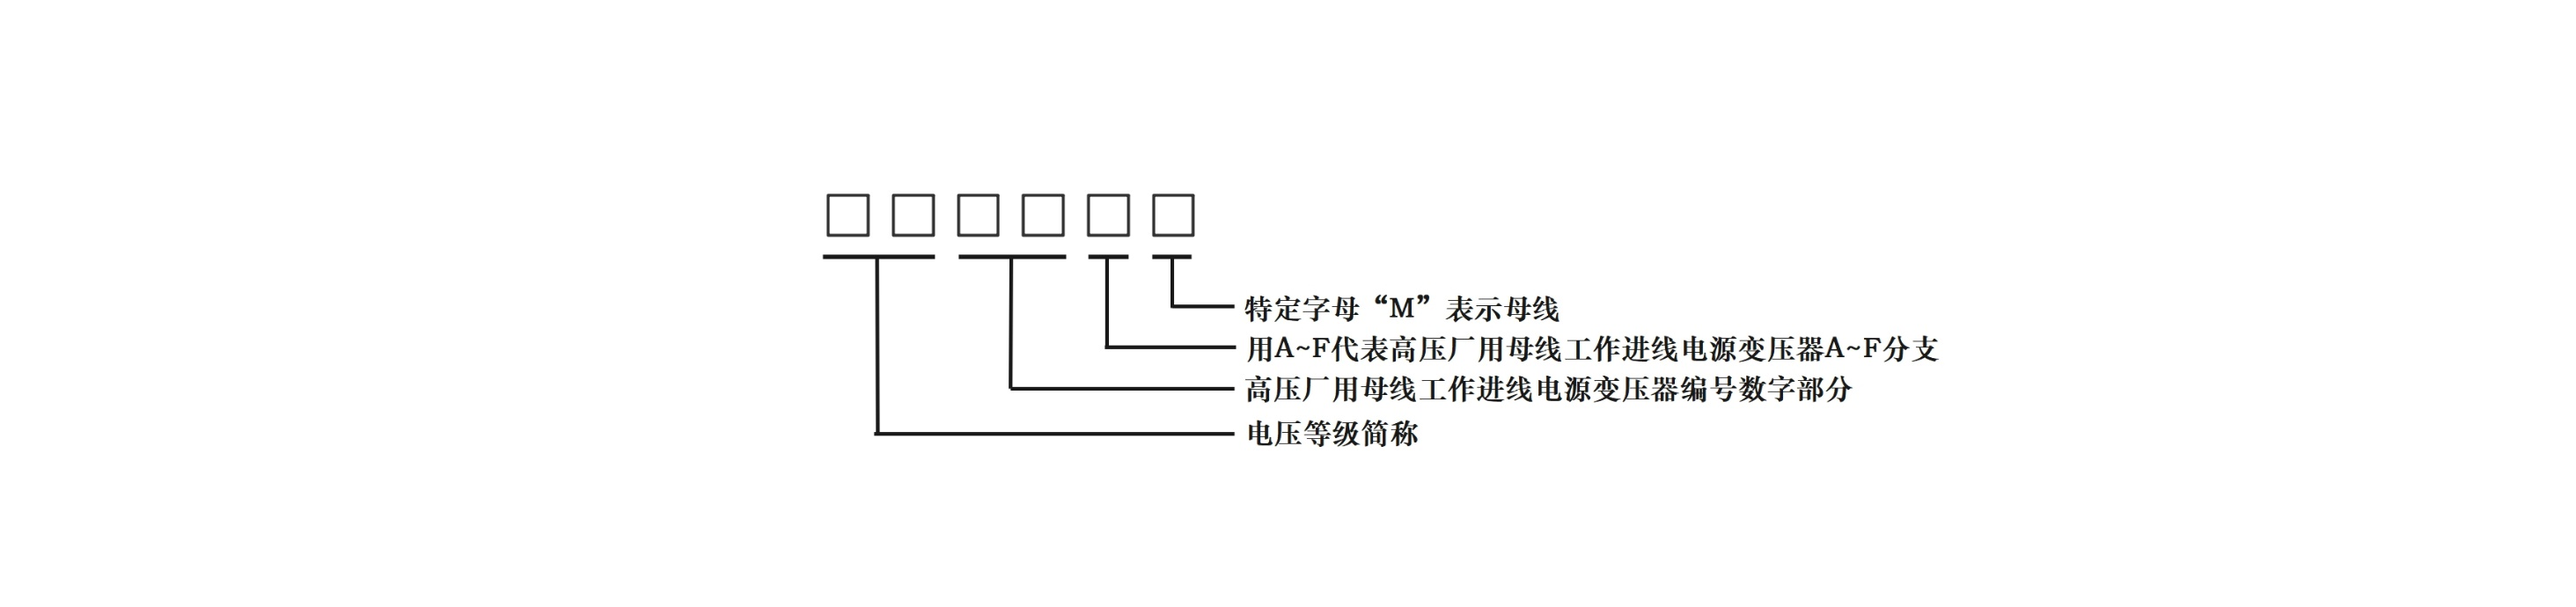 □ □ □ □ □ □
特定字母“M”表示母线
用A~F代表高压厂用母线工作进线电源变压器A~F分支
高压厂用母线工作进线电源变压器编号数字部分
电压等级简称